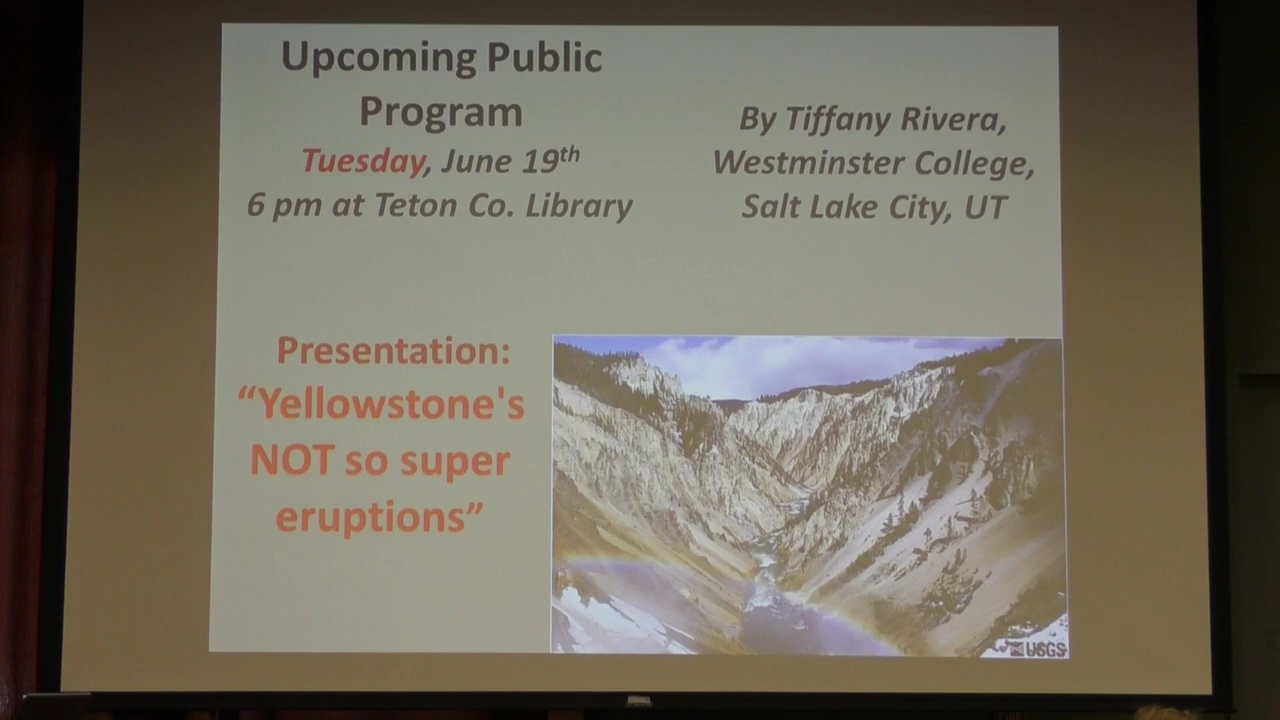 Upcoming Public
Program
Tuesday, June 19th
6 pm at Teton Co. Library
By Tiffany Rivera,
Westminster College,
Salt Lake City, UT
Presentation:
“Yellowstone's
NOT so super
eruptions”
USGS